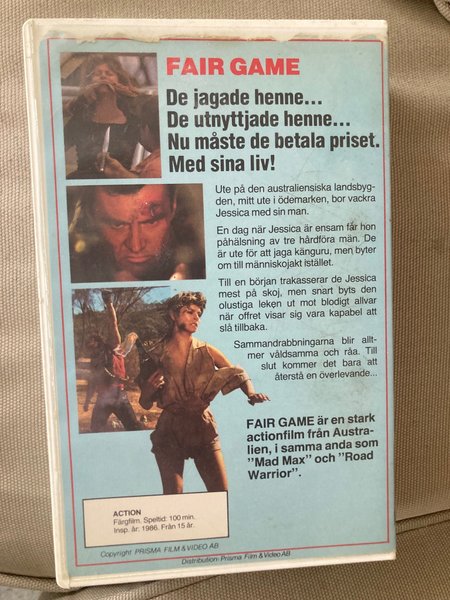 FAIR GAME
De jagade henne...
De utnyttjade henne...
Nu måste de betala priset.
Med sina liv!
Ute på den australiensiska landsbyg-
den, mitt ute i ödemarken, bor vackra
Jessica med sin man.
En dag när Jessica är ensam får hon
påhälsning av tre hårdföra män. De
är ute för att jaga känguru, men byter
om till människojakt istället.
Till en början trakasserar de Jessica
mest på skoj, men snart byts den
olustiga leken ut mot blodigt allvar
när offret visar sig vara kapabel att
slå tillbaka.
Sammandrabbningarna blir allt-
mer våldsamma och råa. Till
slut kommer det bara att
återstå en överlevande...
FAIR GAME är en stark
actionfilm från Austra-
lien, i samma anda som
"Mad Max" och "Road
Warrior".
ACTION
Färgfilm. Speltid: 100 min.
Insp. år: 1986. Från 15 år.
Copyright PRISMA FILM & VIDEO AB
Distribution: Prisma Film & Video AB